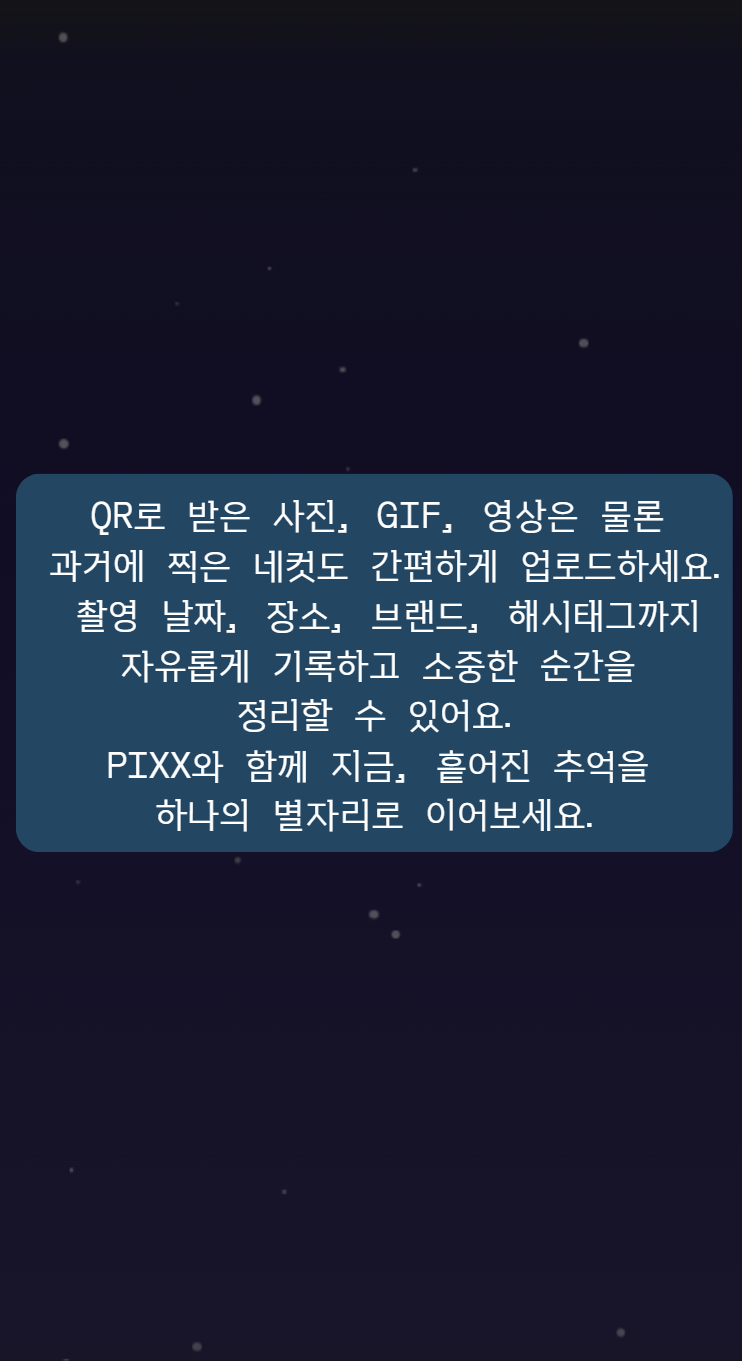 QR로 받은 사진, GIF, 영상은 물론
과거에 찍은 네컷도 간편하게 업로드하세요.
촬영 날짜, 장소, 브랜드, 해시태그까지
자유롭게 기록하고 소중한 순간을
정리할 수 있어요.
PIXX와 함께 지금, 흩어진 추억을
하나의 별자리로 이어보세요.